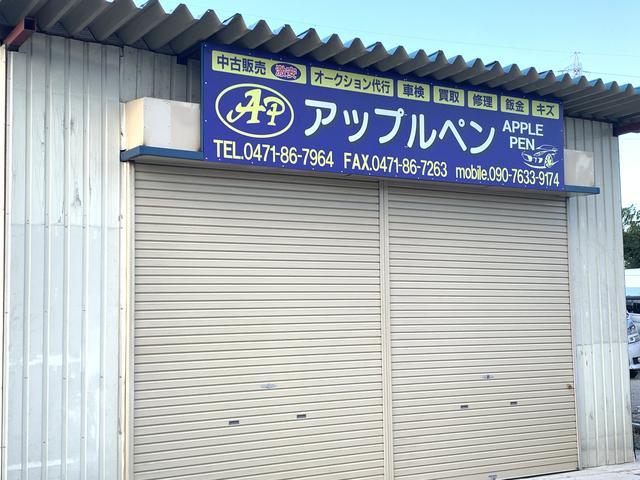 中古販売 激安 オークション代行 車検 買取 修理 鈑金 キズ
AP アップルペン APPLE
PEN
TEL.0471-86-7964 FAX.0471-86-7263 mobile.090-7633-9174